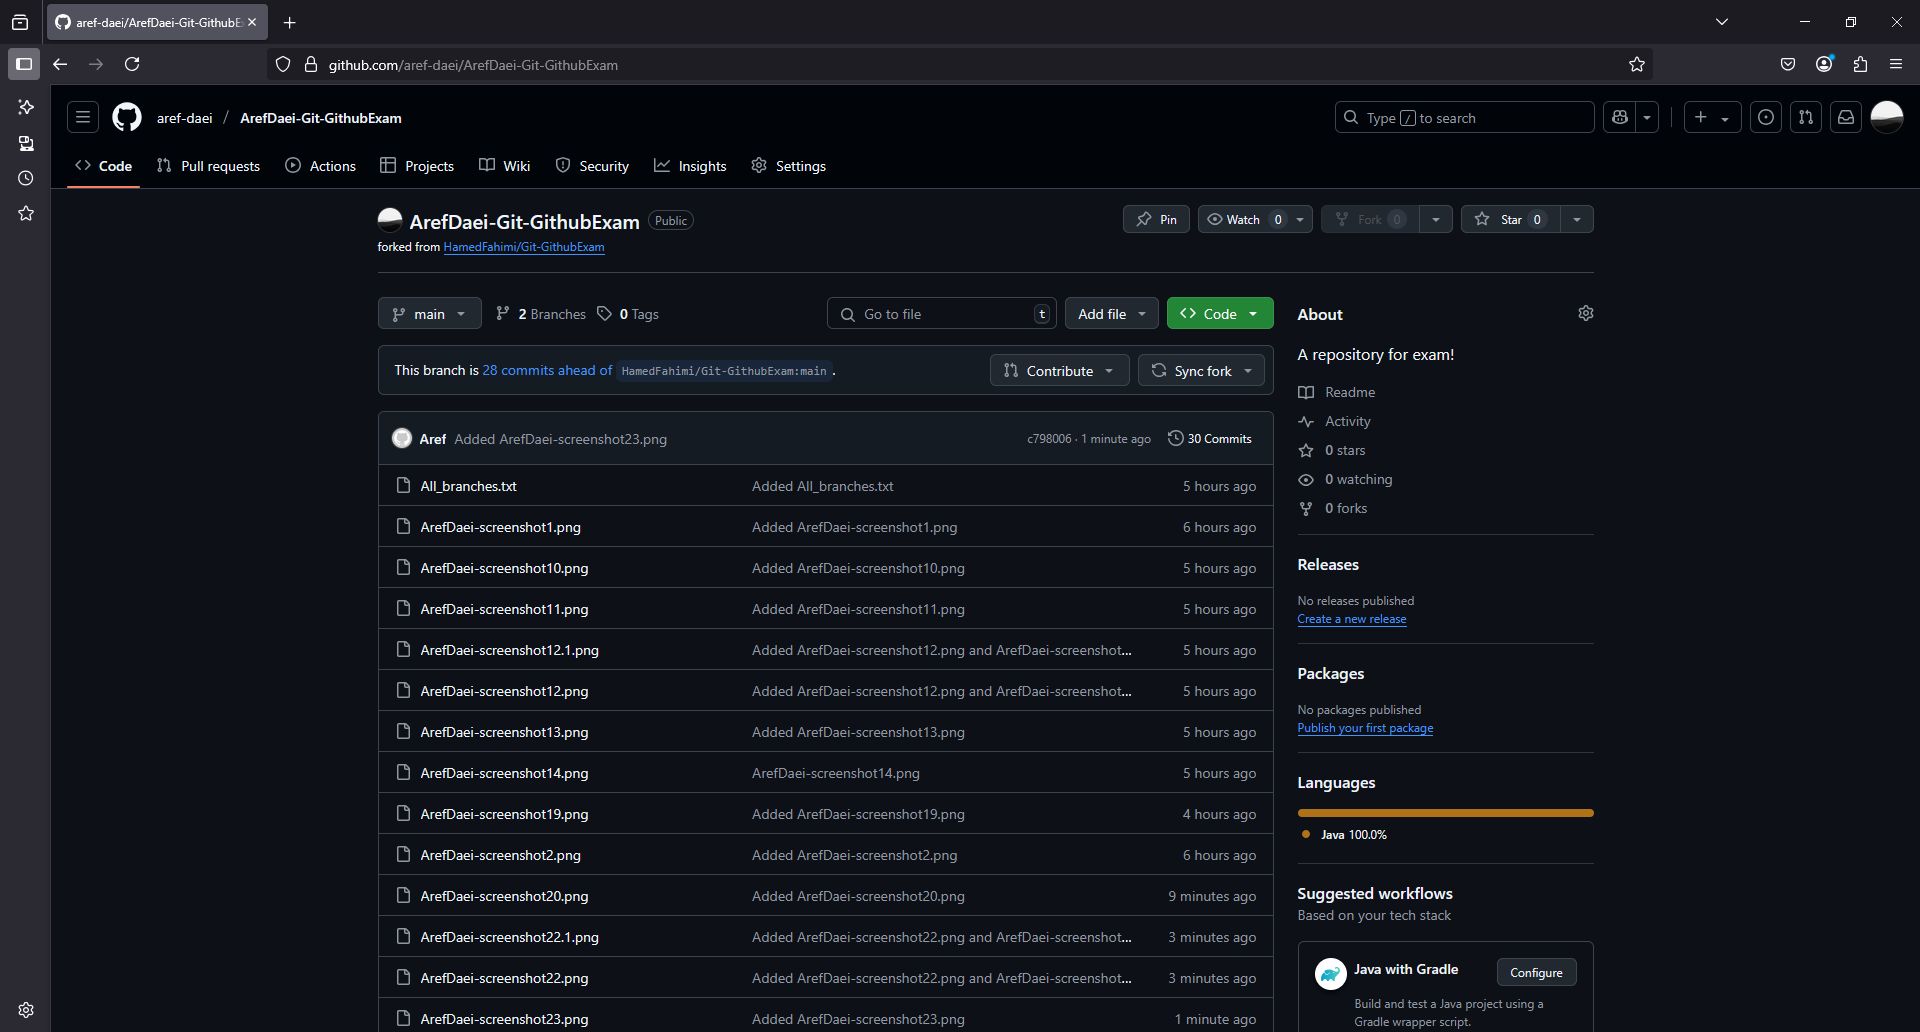 aref-daei/ArefDaei-Git-GithubE
github.com/aref-daei/ArefDaei-Git-GithubExam
aref-daei / ArefDaei-Git-GithubExam
Type / to search
Code Pull requests Actions Projects Wiki Security Insights Settings
ArefDaei-Git-GithubExam Public
Pin Watch 0 Fork 0 Star 0
forked from HamedFahimi/Git-GithubExam
main 2 Branches 0 Tags Go to file t Add file Code
This branch is 28 commits ahead of HamedFahimi/Git-GithubExam:main . Contribute Sync fork
Aref Added ArefDaei-screenshot23.png c798006 · 1 minute ago 30 Commits
All_branches.txt Added All_branches.txt 5 hours ago
ArefDaei-screenshot1.png Added ArefDaei-screenshot1.png 6 hours ago
ArefDaei-screenshot10.png Added ArefDaei-screenshot10.png 5 hours ago
ArefDaei-screenshot11.png Added ArefDaei-screenshot11.png 5 hours ago
ArefDaei-screenshot12.1.png Added ArefDaei-screenshot12.png and ArefDaei-screenshot... 5 hours ago
ArefDaei-screenshot12.png Added ArefDaei-screenshot12.png and ArefDaei-screenshot... 5 hours ago
ArefDaei-screenshot13.png Added ArefDaei-screenshot13.png 5 hours ago
ArefDaei-screenshot14.png ArefDaei-screenshot14.png 5 hours ago
ArefDaei-screenshot19.png Added ArefDaei-screenshot19.png 4 hours ago
ArefDaei-screenshot2.png Added ArefDaei-screenshot2.png 6 hours ago
ArefDaei-screenshot20.png Added ArefDaei-screenshot20.png 9 minutes ago
ArefDaei-screenshot22.1.png Added ArefDaei-screenshot22.png and ArefDaei-screenshot... 3 minutes ago
ArefDaei-screenshot22.png Added ArefDaei-screenshot22.png and ArefDaei-screenshot... 3 minutes ago
ArefDaei-screenshot23.png Added ArefDaei-screenshot23.png 1 minute ago
About
A repository for exam!
Readme
Activity
0 stars
0 watching
0 forks
Releases
No releases published
Create a new release
Packages
No packages published
Publish your first package
Languages
Java 100.0%
Suggested workflows
Based on your tech stack
Java with Gradle Configure
Build and test a Java project using a
Gradle wrapper script.